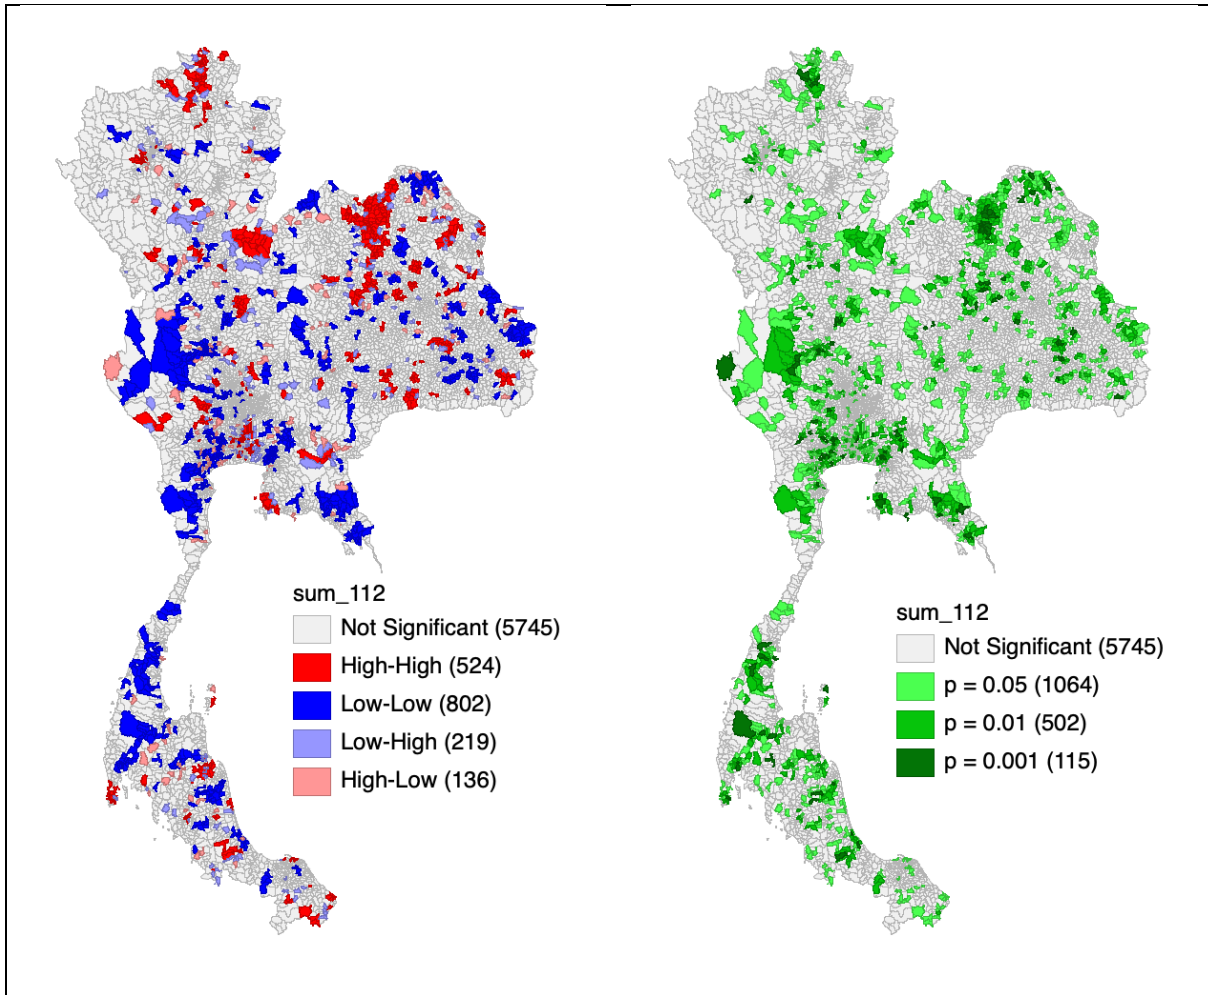 sum_112
Not Significant (5745)
High-High (524)
Low-Low (802)
Low-High (219)
High-Low (136)
sum_112
Not Significant (5745)
p = 0.05 (1064)
p = 0.01 (502)
p = 0.001 (115)